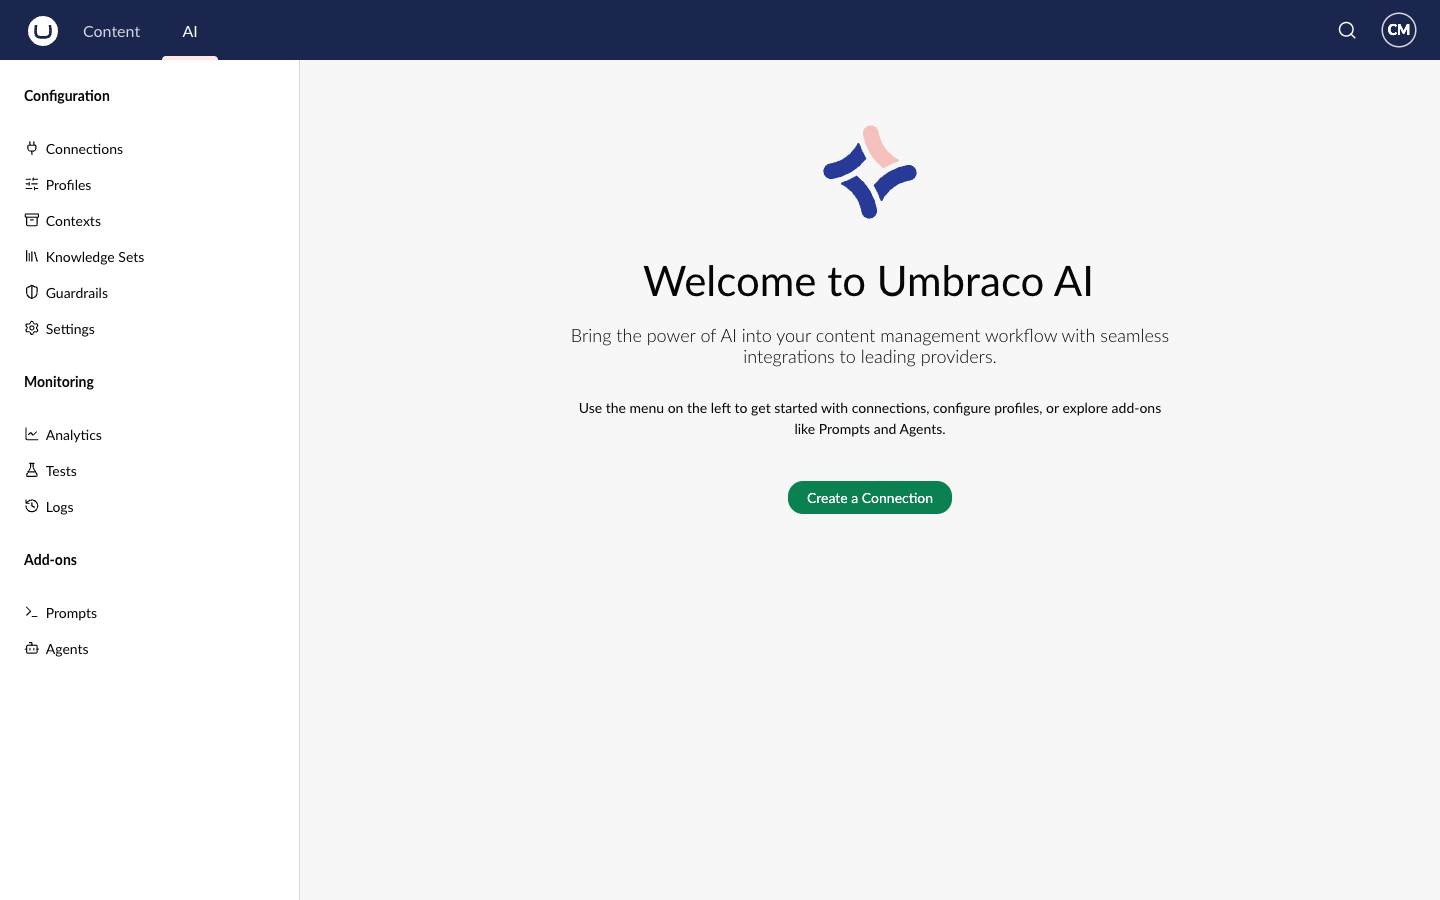 Content
AI
CM
Configuration
Connections
Profiles
Contexts
Knowledge Sets
Guardrails
Settings
Monitoring
Analytics
Tests
Logs
Add-ons
Prompts
Agents
Welcome to Umbraco AI
Bring the power of AI into your content management workflow with seamless
integrations to leading providers.
Use the menu on the left to get started with connections, configure profiles, or explore add-ons
like Prompts and Agents.
Create a Connection